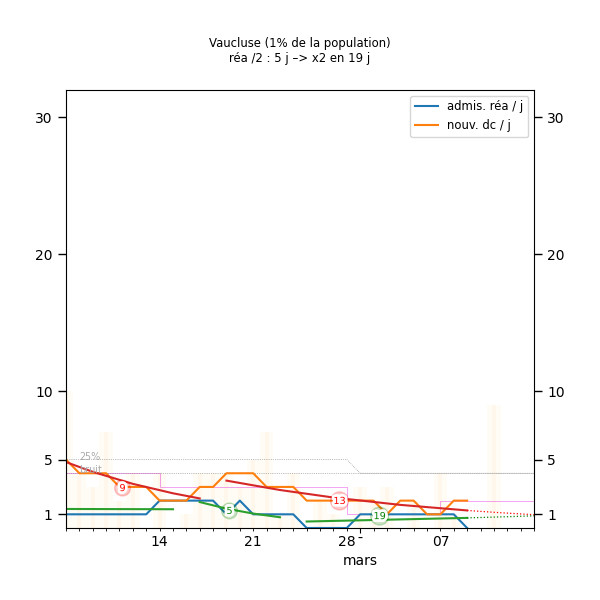 Vaucluse (1% de la population)
réa /2 : 5 j –> x2 en 19 j
admis. réa / j
nouv. dc / j
30 30
20 20
10 10
5 5
1 1
25%
bruit
9
5
13
19
14 21 28 07
mars